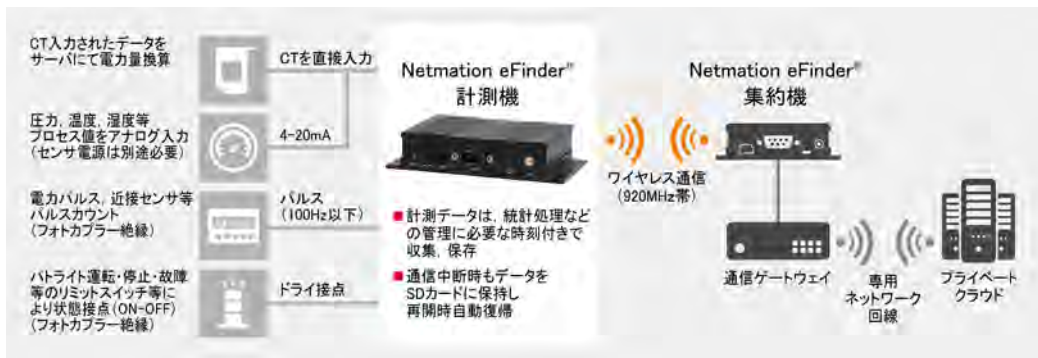 CT入力されたデータを
サーバにて電力量換算
CTを直接入力
圧力, 温度, 湿度等
プロセス値をアナログ入力
(センサ電源は別途必要)
4-20mA
電力パルス, 近接センサ等
パルスカウント
(フォトカプラー絶縁)
パルス
(100Hz以下)
パトライト運転・停止・故障
等のリミットスイッチ等に
より状態接点(ON-OFF)
(フォトカプラー絶縁)
ドライ接点
Netmation eFinder®
計測機
■計測データは, 統計処理など
の管理に必要な時刻付きで
収集, 保存
■通信中断時もデータを
SDカードに保持し
再開時自動復帰
ワイヤレス通信
(920MHz帯)
Netmation eFinder®
集約機
通信ゲートウェイ
専用
ネットワーク
回線
プライベート
クラウド